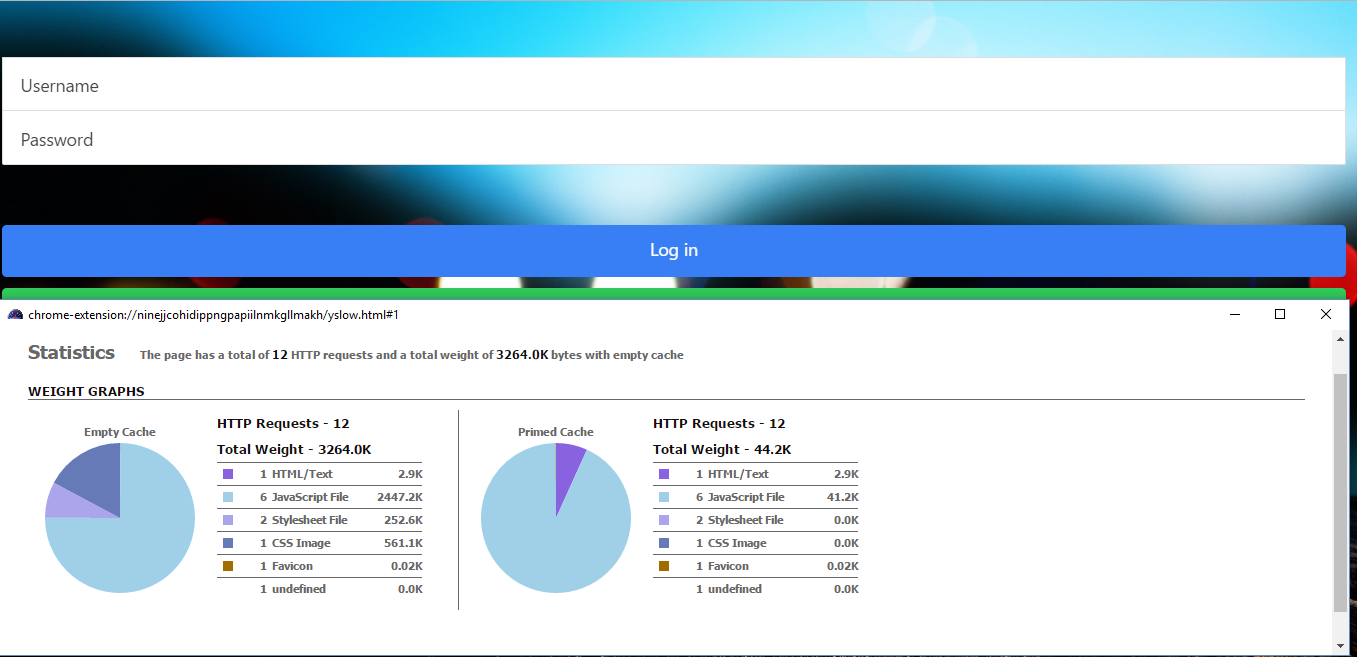 Username
Password
Log in
chrome-extension://ninejjcohidippngpapiilnmkgllmakh/yslow.html#1
Statistics The page has a total of 12 HTTP requests and a total weight of 3264.0K bytes with empty cache
WEIGHT GRAPHS
Empty Cache
HTTP Requests - 12
Total Weight - 3264.0K
1 HTML/Text 2.9K
6 JavaScript File 2447.2K
2 Stylesheet File 252.6K
1 CSS Image 561.1K
1 Favicon 0.02K
1 undefined 0.0K
Primed Cache
HTTP Requests - 12
Total Weight - 44.2K
1 HTML/Text 2.9K
6 JavaScript File 41.2K
2 Stylesheet File 0.0K
1 CSS Image 0.0K
1 Favicon 0.02K
1 undefined 0.0K